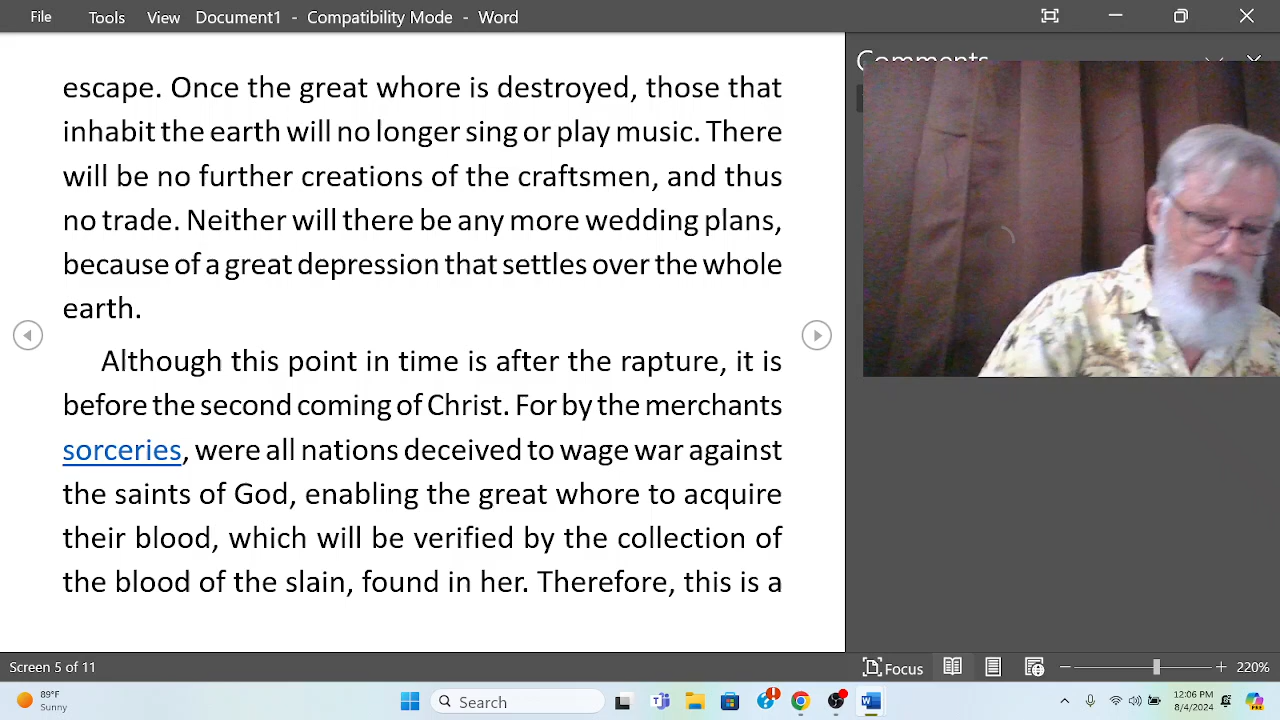 File Tools View Document1 - Compatibility Mode - Word
escape. Once the great whore is destroyed, those that
inhabit the earth will no longer sing or play music. There
will be no further creations of the craftsmen, and thus
no trade. Neither will there be any more wedding plans,
because of a great depression that settles over the whole
earth.
Although this point in time is after the rapture, it is
before the second coming of Christ. For by the merchants
sorceries, were all nations deceived to wage war against
the saints of God, enabling the great whore to acquire
their blood, which will be verified by the collection of
the blood of the slain, found in her. Therefore, this is a
Comments
Screen 5 of 11
Focus
220%
89°F
Sunny
Search
12:06 PM
8/4/2024